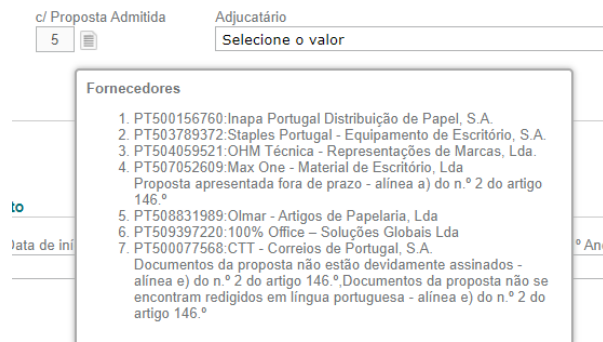 c/ Proposta Admitida
Adjucatário
5
Selecione o valor
Fornecedores
1. PT500156760:Inapa Portugal Distribuição de Papel, S.A.
2. PT503789372:Staples Portugal - Equipamento de Escritório, S.A.
3. PT504059521:OHM Técnica - Representações de Marcas, Lda.
4. PT507052609:Max One - Material de Escritório, Lda
Proposta apresentada fora de prazo - alínea a) do n.º 2 do artigo
146.º
5. PT508831989:Olmar - Artigos de Papelaria, Lda
6. PT509397220:100% Office – Soluções Globais Lda
7. PT500077568:CTT - Correios de Portugal, S.A.
Documentos da proposta não estão devidamente assinados -
alínea e) do n.º 2 do artigo 146.º,Documentos da proposta não se
encontram redigidos em língua portuguesa - alínea e) do n.º 2 do
artigo 146.º
to
Data de iní
º An